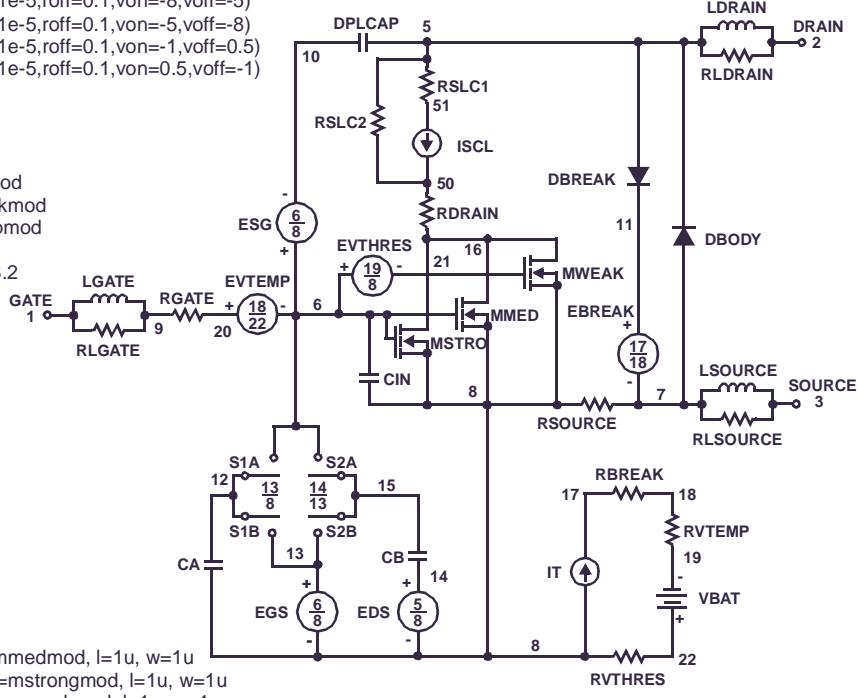 1e-5,roff=0.1,von=-8,voff=-5)
1e-5,roff=0.1,von=-5,voff=-8)
1e-5,roff=0.1,von=-1,voff=0.5)
1e-5,roff=0.1,von=0.5,voff=-1)
LDRAIN
DPLCAP 5 DRAIN
10 2
RSLC1 RLDRAIN
51
RSLC2
ISCL
50
DBREAK
ESG 6/8 - +
RDRAIN
11
DBODY
16
EVTHRES 21
+ 19/8 -
MWEAK
LGATE EVTEMP
GATE RGATE + 18/22 - 6
1 9 20
RLGATE
MMED
EBREAK + 17/18 -
MSTRO
CIN
LSOURCE
8 7 SOURCE
3
RSOURCE
RLSOURCE
S1A S2A
12 13/8 14/13 15
S1B S2B
13
CA CB
14
+ +
EGS 6/8 EDS 5/8
- -
RBREAK
17 18
RVTEMP
19
IT
-
VBAT
+
8 22
RVTHRES
od
kmod
omod
.2
mmedmod, l=1u, w=1u
=mstrongmod, l=1u, w=1u